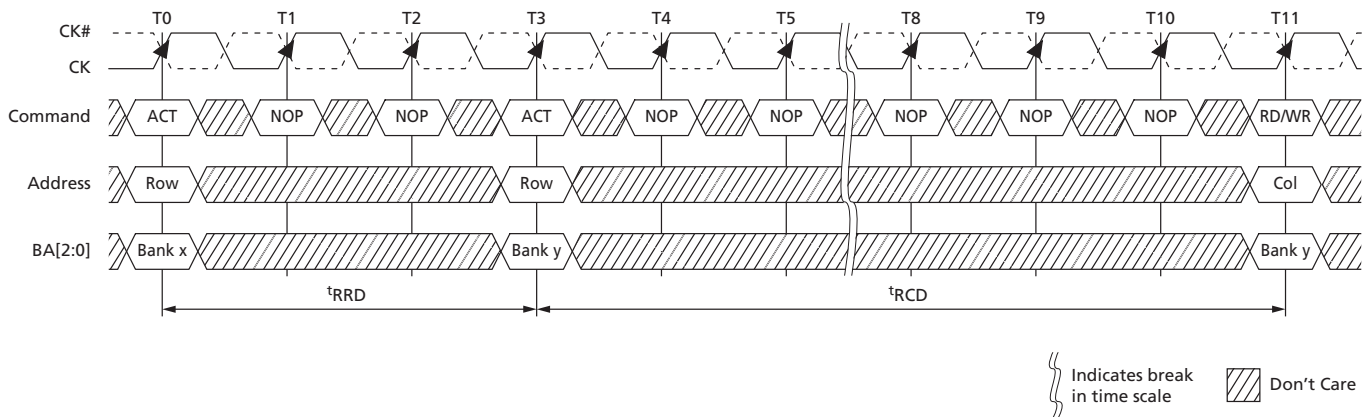 T0 T1 T2 T3 T4 T5 T8 T9 T10 T11
CK#
CK
Command ACT NOP NOP ACT NOP NOP NOP NOP NOP RD/WR
Address Row Row Col
BA[2:0] Bank x Bank y Bank y
tRRD tRCD
Indicates break
in time scale
Don't Care